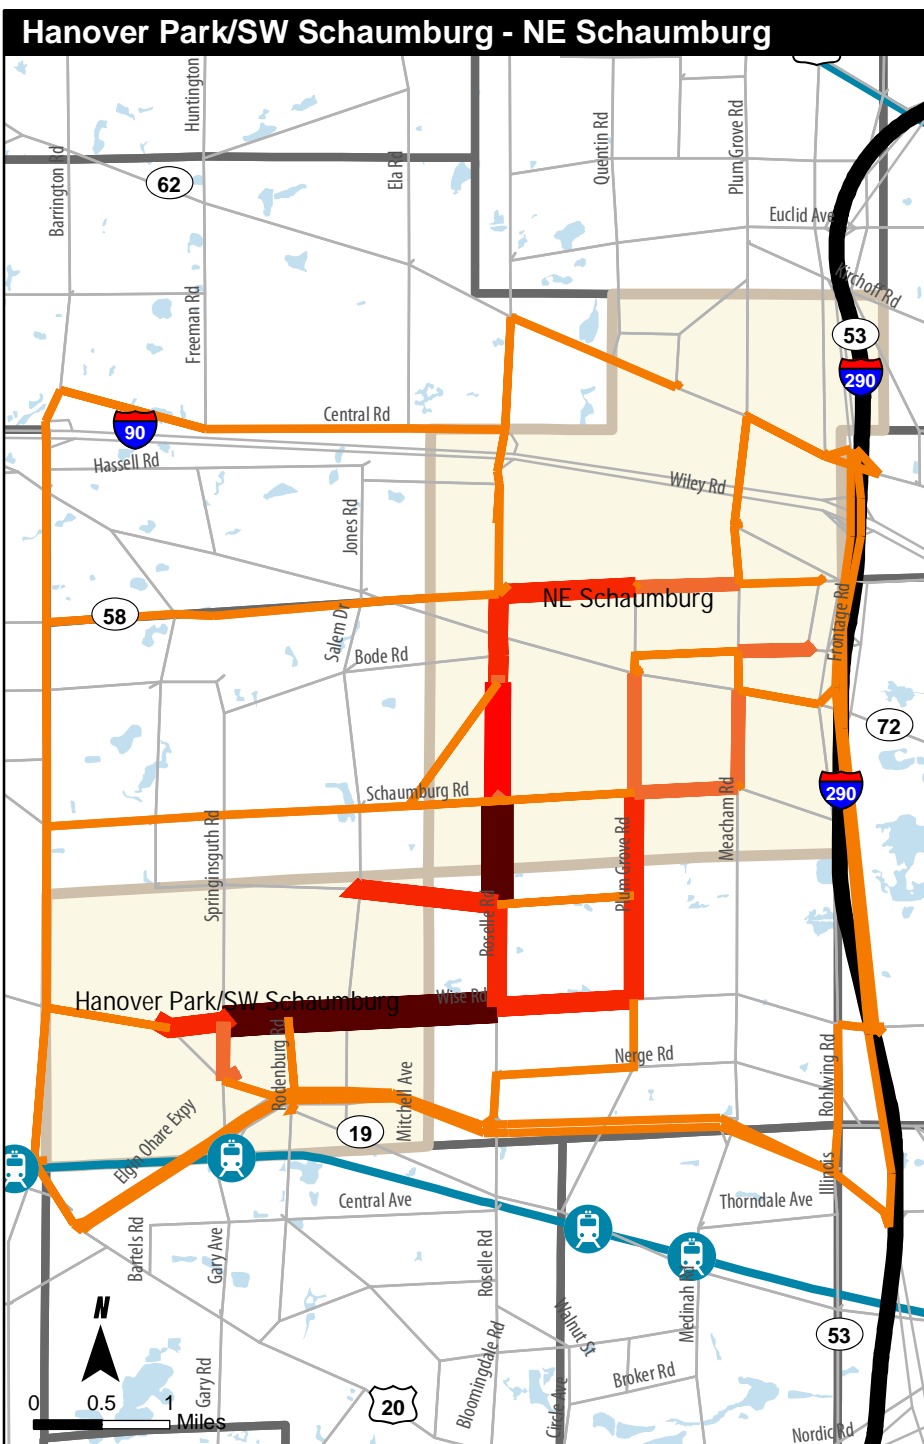 Hanover Park/SW Schaumburg - NE Schaumburg
Huntington
Plum Grove Rd
Quentin Rd
Barrington Rd
Ela Rd
62
Euclid Ave
Kirchoff Rd
Freeman Rd
53
290
Central Rd
90
Hassell Rd
Wiley Rd
Jones Rd
NE Schaumburg
58
Salem Dr
Frontage Rd
Bode Rd
72
Schaumburg Rd
290
Meacham Rd
Plum Grove Rd
Springinsguth Rd
Roselle Rd
Hanover Park/SW Schaumburg
Wise Rd
Rodenburg Rd
Nerge Rd
Rohlwing Rd
Mitchell Ave
Elgin Ohare Expy
19
Illinois
Central Ave
Thorndale Ave
Bartels Rd
Gary Ave
Roselle Rd
Medinah Rd
N
Walnut St
53
Bloomingdale Rd
Gary Rd
Broker Rd
0 0.5 1
Miles
20
Circle Ave
Nordic Rd